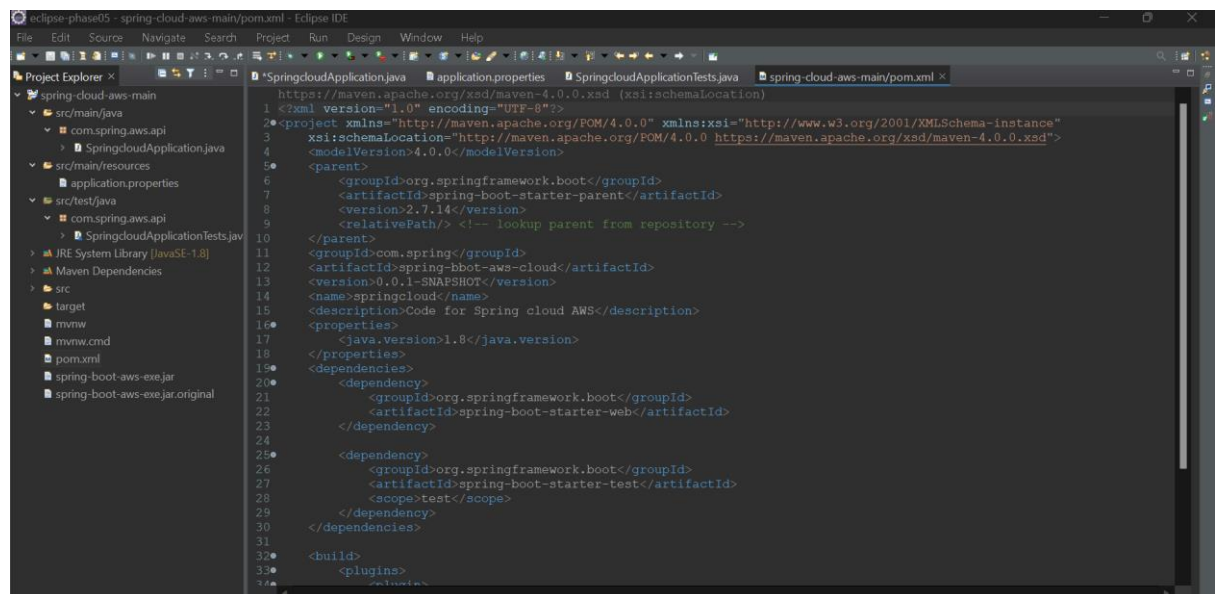 eclipse-phase05 - spring-cloud-aws-main/pom.xml - Eclipse IDE
File Edit Source Navigate Search Project Run Design Window Help
Project Explorer
*SpringcloudApplication.java application.properties SpringcloudApplicationTests.java spring-cloud-aws-main/pom.xml
spring-cloud-aws-main
src/main/java
com.spring.aws.api
SpringcloudApplication.java
src/main/resources
application.properties
src/test/java
com.spring.aws.api
SpringcloudApplicationTests.jav
JRE System Library [JavaSE-1.8]
Maven Dependencies
src
target
mvnw
mvnw.cmd
pom.xml
spring-boot-aws-exe.jar
spring-boot-aws-exe.jar.original
https://maven.apache.org/xsd/maven-4.0.0.xsd (xsi:schemaLocation)
1 <?xml version="1.0" encoding="UTF-8"?>
2 <project xmlns="http://maven.apache.org/POM/4.0.0" xmlns:xsi="http://www.w3.org/2001/XMLSchema-instance"
3 xsi:schemaLocation="http://maven.apache.org/POM/4.0.0 https://maven.apache.org/xsd/maven-4.0.0.xsd">
4 <modelVersion>4.0.0</modelVersion>
5 <parent>
6 <groupId>org.springframework.boot</groupId>
7 <artifactId>spring-boot-starter-parent</artifactId>
8 <version>2.7.14</version>
9 <relativePath/> <!-- lookup parent from repository -->
10 </parent>
11 <groupId>com.spring</groupId>
12 <artifactId>spring-bbot-aws-cloud</artifactId>
13 <version>0.0.1-SNAPSHOT</version>
14 <name>springcloud</name>
15 <description>Code for Spring cloud AWS</description>
16 <properties>
17 <java.version>1.8</java.version>
18 </properties>
19 <dependencies>
20 <dependency>
21 <groupId>org.springframework.boot</groupId>
22 <artifactId>spring-boot-starter-web</artifactId>
23 </dependency>
24
25 <dependency>
26 <groupId>org.springframework.boot</groupId>
27 <artifactId>spring-boot-starter-test</artifactId>
28 <scope>test</scope>
29 </dependency>
30 </dependencies>
31
32 <build>
33 <plugins>
34 <plugin>